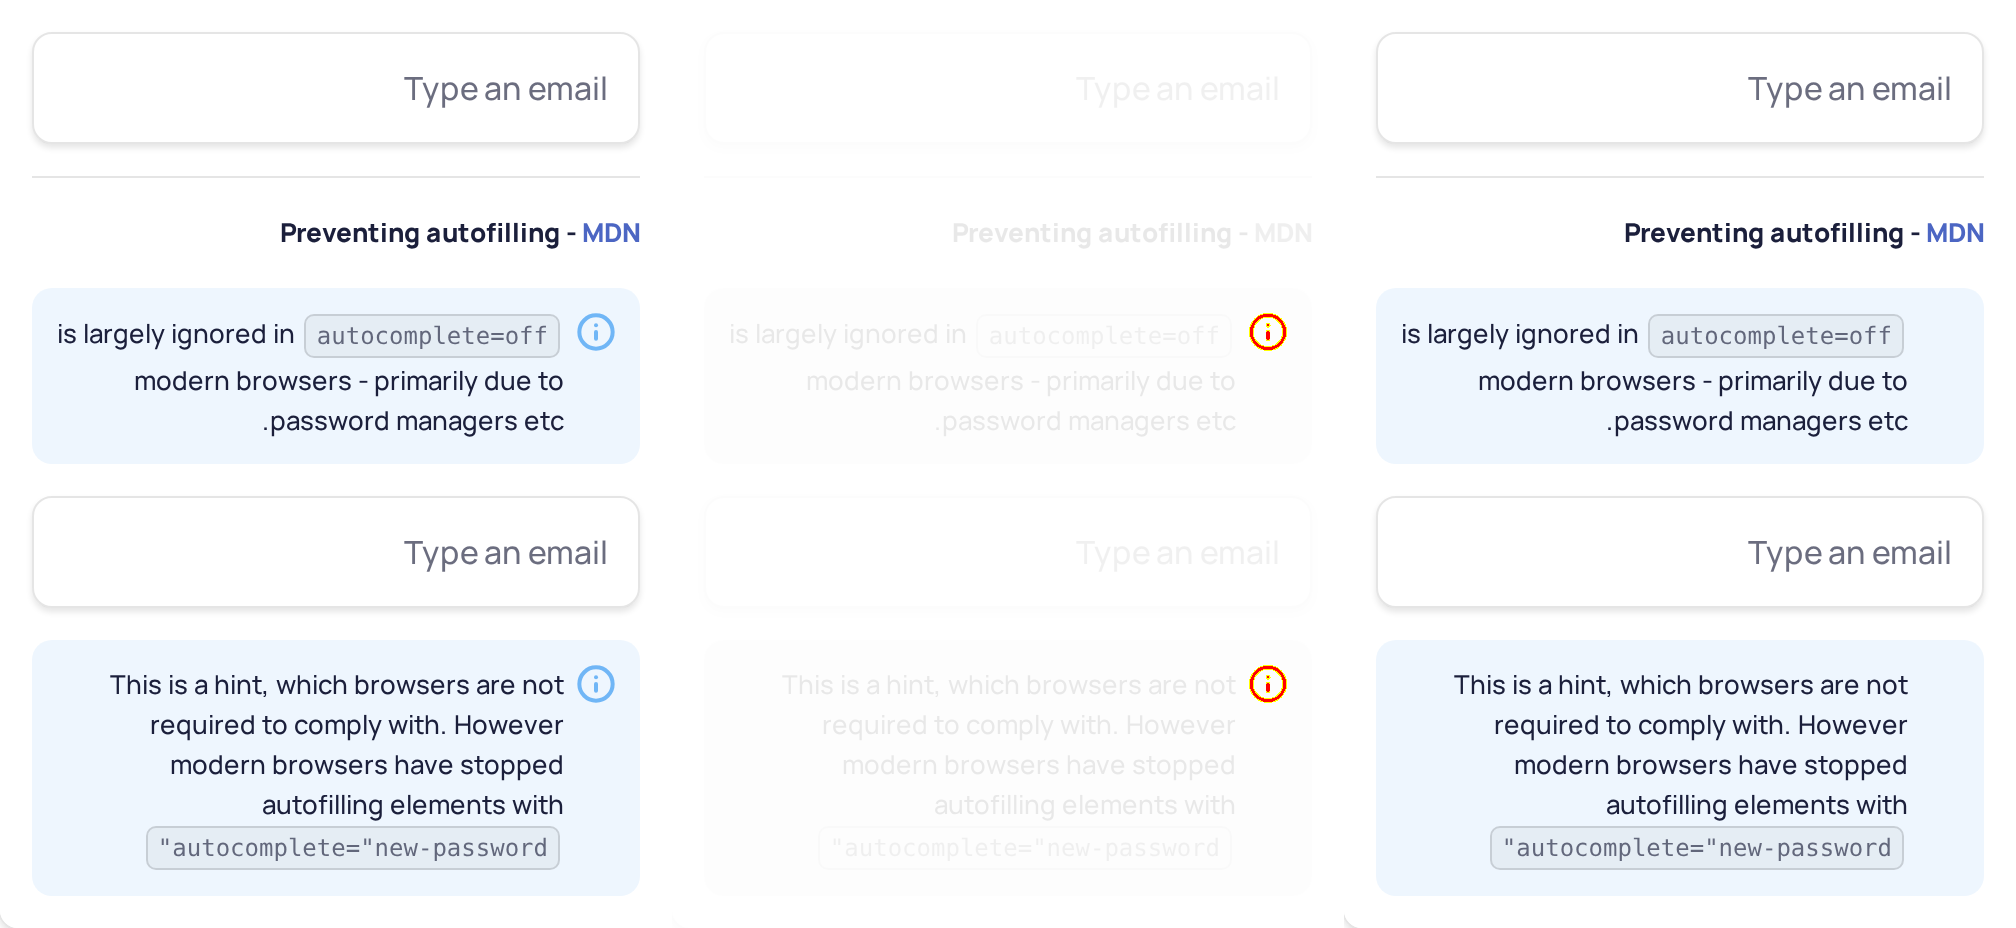 Type an email
Preventing autofilling - MDN
is largely ignored in autocomplete=off
modern browsers - primarily due to
.password managers etc
Type an email
This is a hint, which browsers are not
required to comply with. However
modern browsers have stopped
autofilling elements with
"autocomplete="new-password
Type an email
Preventing autofilling - MDN
is largely ignored in autocomplete=off
modern browsers - primarily due to
.password managers etc
Type an email
This is a hint, which browsers are not
required to comply with. However
modern browsers have stopped
autofilling elements with
"autocomplete="new-password
Type an email
Preventing autofilling - MDN
is largely ignored in autocomplete=off
modern browsers - primarily due to
.password managers etc
Type an email
This is a hint, which browsers are not
required to comply with. However
modern browsers have stopped
autofilling elements with
"autocomplete="new-password